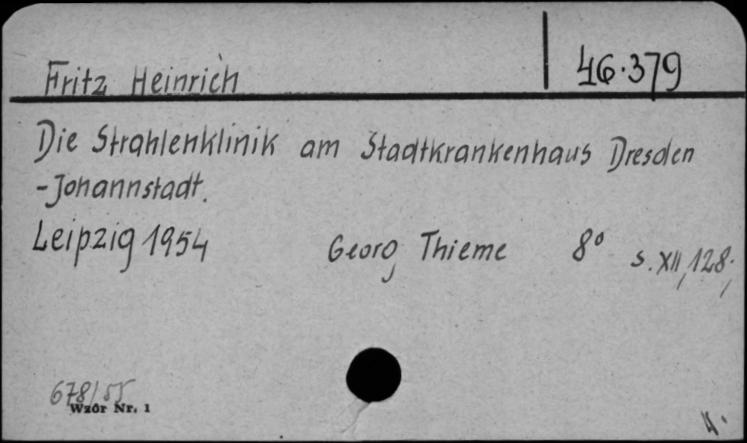 Fritz Heinrich 46.379
Die Strahlenklinik am Stadtkrankenhaus Dresden
-Johannstadt.
Leipzig 1954 Georg Thieme 8° s. XII, 128;
678/55
Wzór Nr. 1